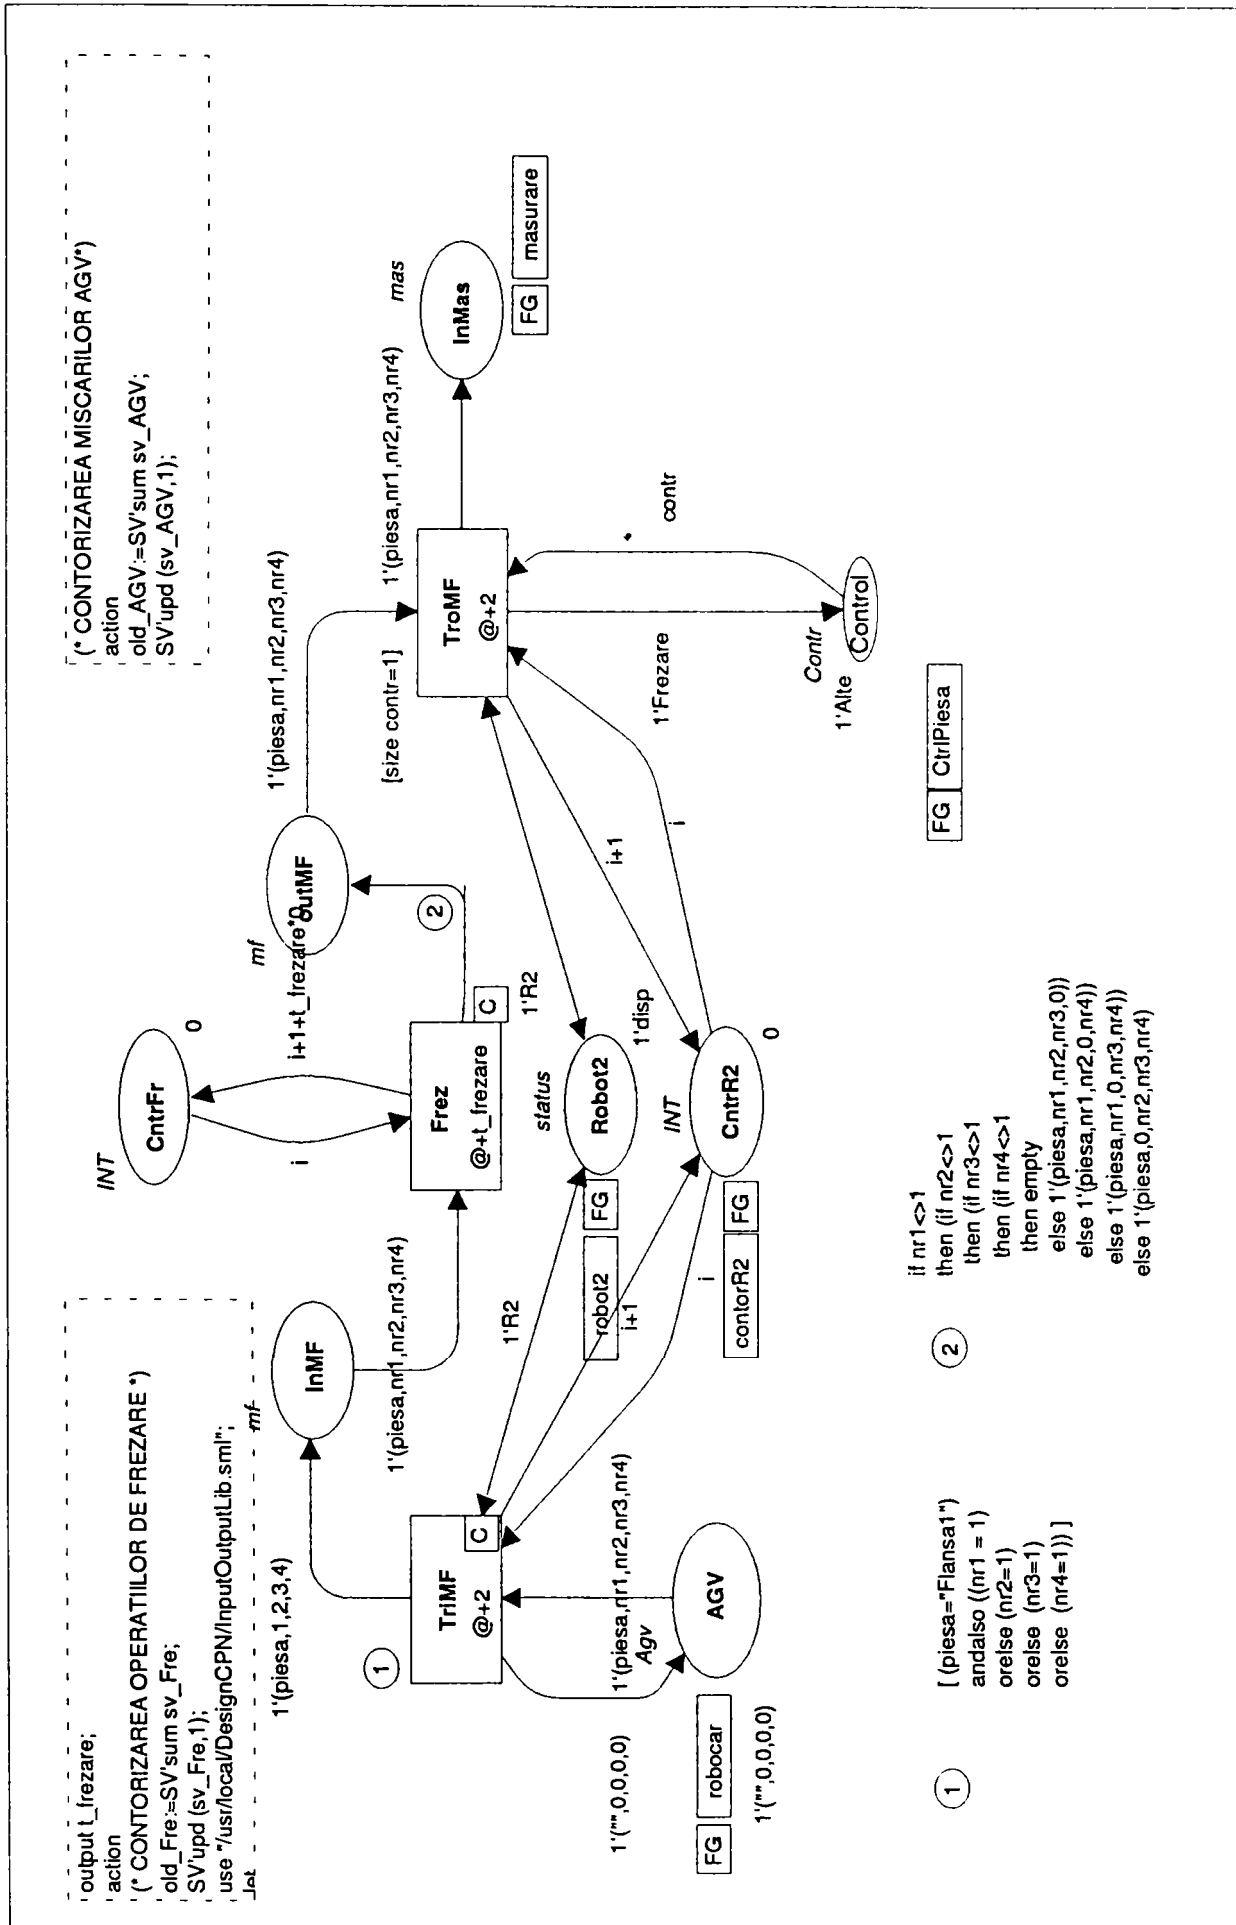 output t_frezare;
action
(* CONTORIZAREA OPERATIILOR DE FREZARE *)
old_Fre:=SV'sum sv_Fre;
SV'upd (sv_Fre,1);
use "/usr/local/DesignCPN/InputOutputLib.sml";
let
(* CONTORIZAREA MISCARILOR AGV*)
action
old_AGV:=SV'sum sv_AGV;
SV'upd (sv_AGV,1);
INT
CntrFr
0
i
i+1+t_frezare*0
1'(piesa,1,2,3,4)
InMF
mf
1'(piesa,nr1,nr2,nr3,nr4)
mf
outMF
1'(piesa,nr1,nr2,nr3,nr4)
1
TriMF
@+2
C
Frez
@+t_frezare
C
2
[size contr=1]
TroMF
@+2
1'(piesa,nr1,nr2,nr3,nr4)
mas
InMas
FG
masurare
1'R2
1'R2
status
Robot2
FG
robot2
1'disp
i+1
i+1
i
i
INT
CntrR2
0
FG
contorR2
1'("",0,0,0,0)
1'(piesa,nr1,nr2,nr3,nr4)
Agv
AGV
FG
robocar
1'("",0,0,0,0)
1'Frezare
contr
Contr
Control
1'Alte
FG
CtrlPiesa
1
[ (piesa="Flansa1")
andalso ((nr1 = 1)
orelse (nr2=1)
orelse (nr3=1)
orelse (nr4=1)) ]
2
if nr1<>1
then (if nr2<>1
then (if nr3<>1
then (if nr4<>1
then empty
else 1'(piesa,nr1,nr2,nr3,0))
else 1'(piesa,nr1,nr2,0,nr4))
else 1'(piesa,nr1,0,nr3,nr4))
else 1'(piesa,0,nr2,nr3,nr4)